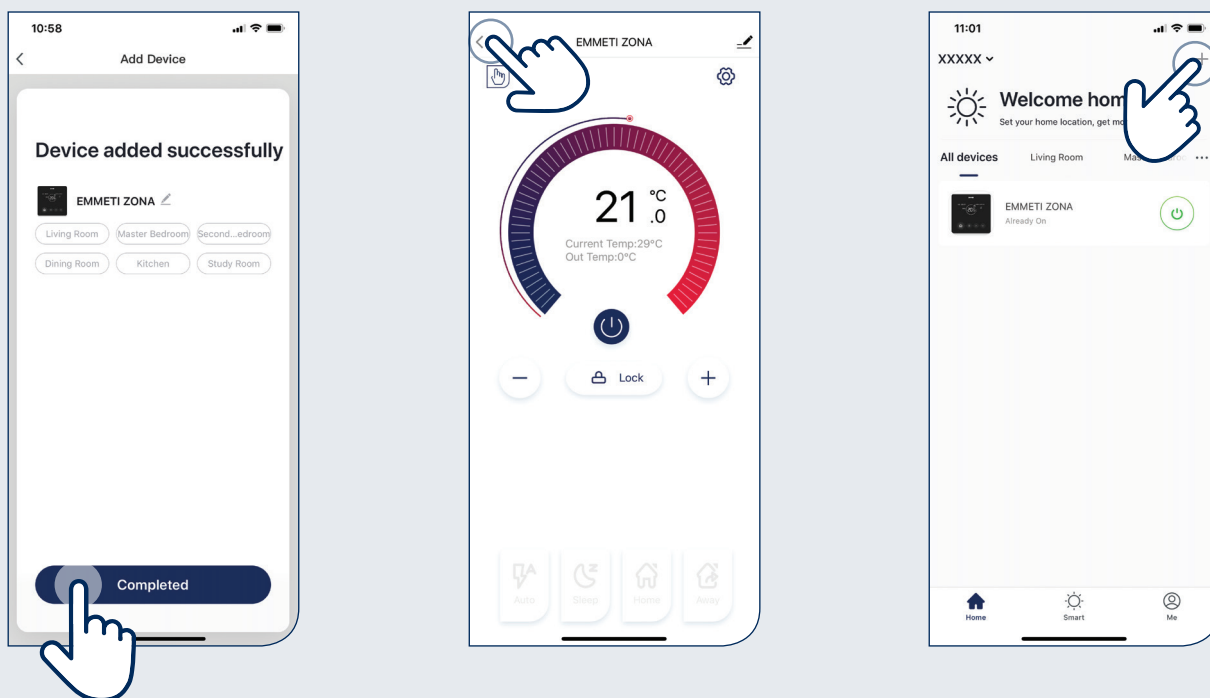 10:58
Add Device
Device added successfully
EMMETI ZONA
Living Room
Master Bedroom
Second...edroom
Dining Room
Kitchen
Study Room
Completed
EMMETI ZONA
21.0 °C
Current Temp:29°C
Out Temp:0°C
Lock
Auto
Sleep
Home
Away
11:01
XXXXX
Welcome hom
Set your home location, get mo
All devices
Living Room
Mas
...
EMMETI ZONA
Already On
Home
Smart
Me